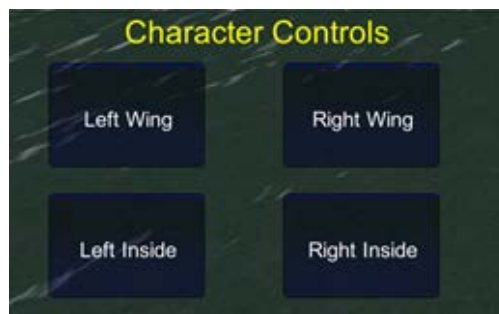 Character Controls
Left Wing
Right Wing
Left Inside
Right Inside